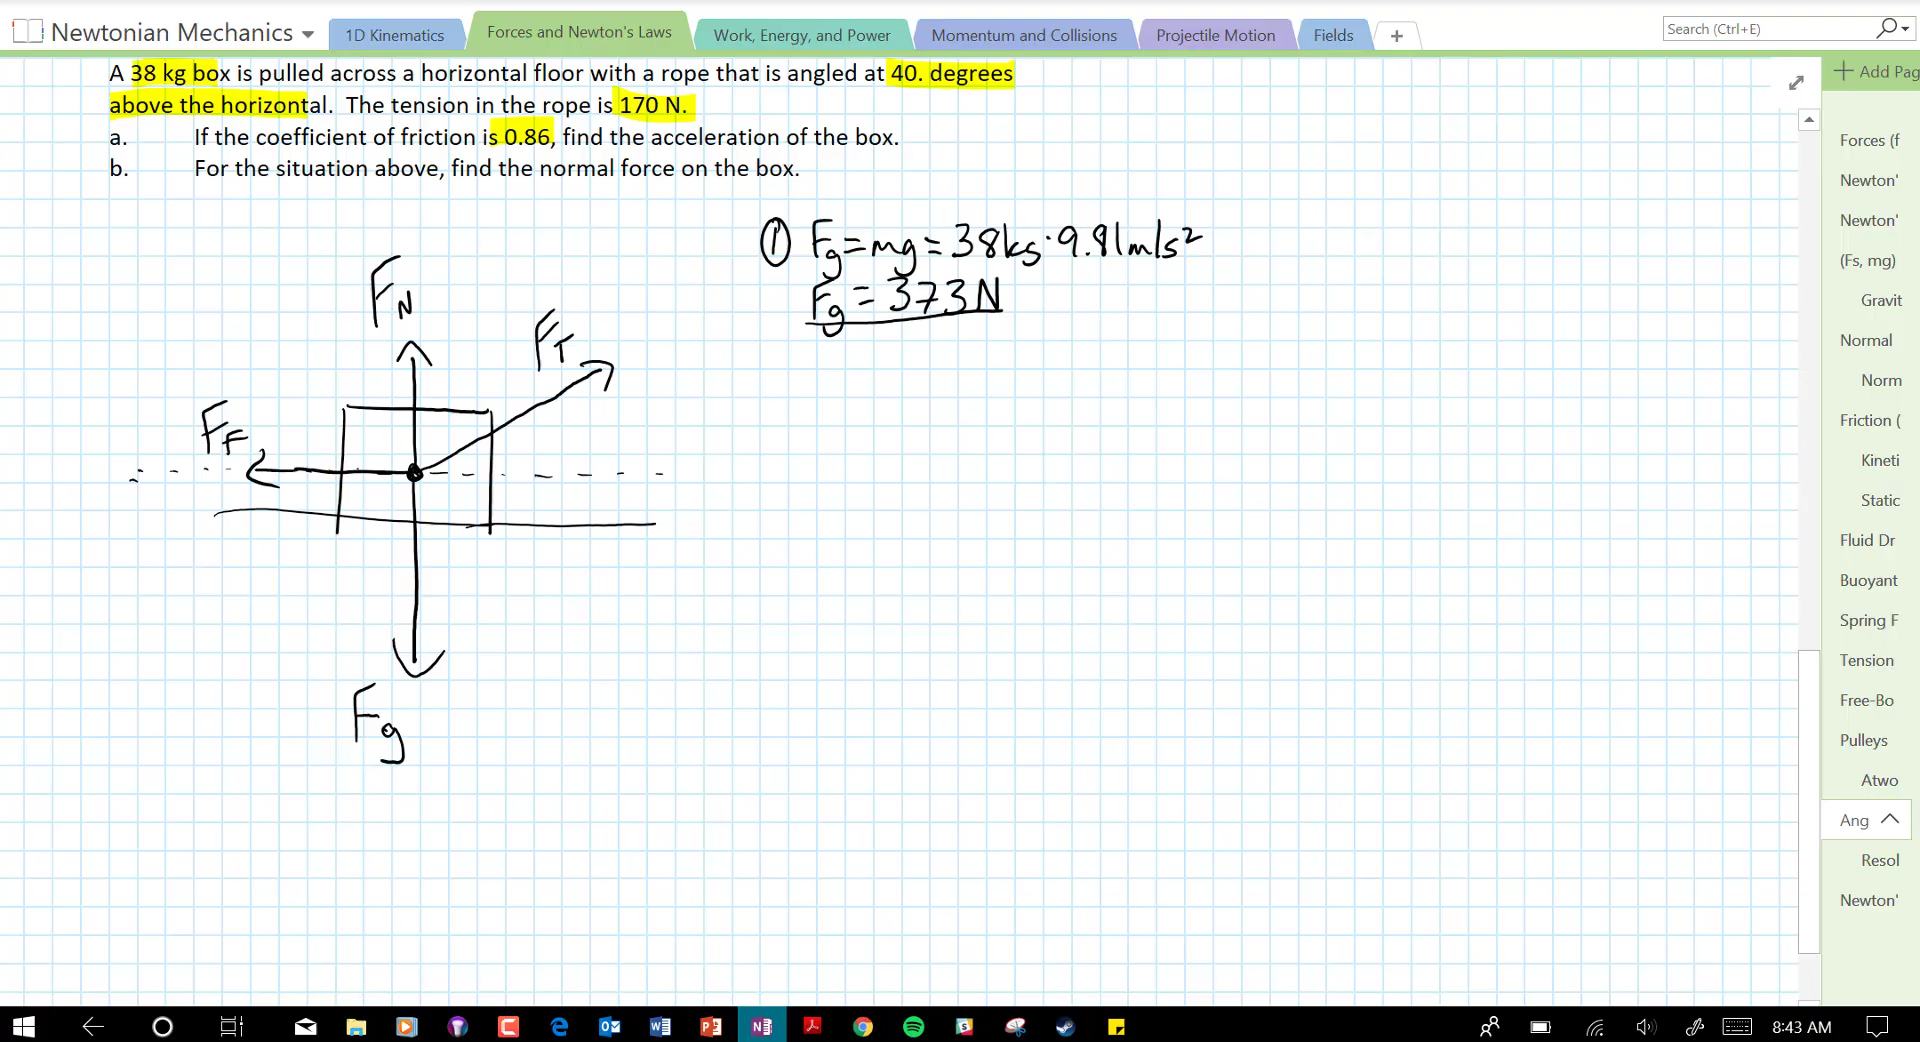 Newtonian Mechanics
1D Kinematics
Forces and Newton's Laws
Work, Energy, and Power
Momentum and Collisions
Projectile Motion
Fields
+
Search (Ctrl+E)
A 38 kg box is pulled across a horizontal floor with a rope that is angled at 40. degrees
above the horizontal. The tension in the rope is 170 N.
a. If the coefficient of friction is 0.86, find the acceleration of the box.
b. For the situation above, find the normal force on the box.
① Fg = mg = 38kg · 9.81m/s²
Fg = 373N
FN
FT
FF
Fg
+ Add Pag
Forces (f
Newton'
Newton'
(Fs, mg)
Gravit
Normal
Norm
Friction (
Kineti
Static
Fluid Dr
Buoyant
Spring F
Tension
Free-Bo
Pulleys
Atwo
Ang
Resol
Newton'
8:43 AM